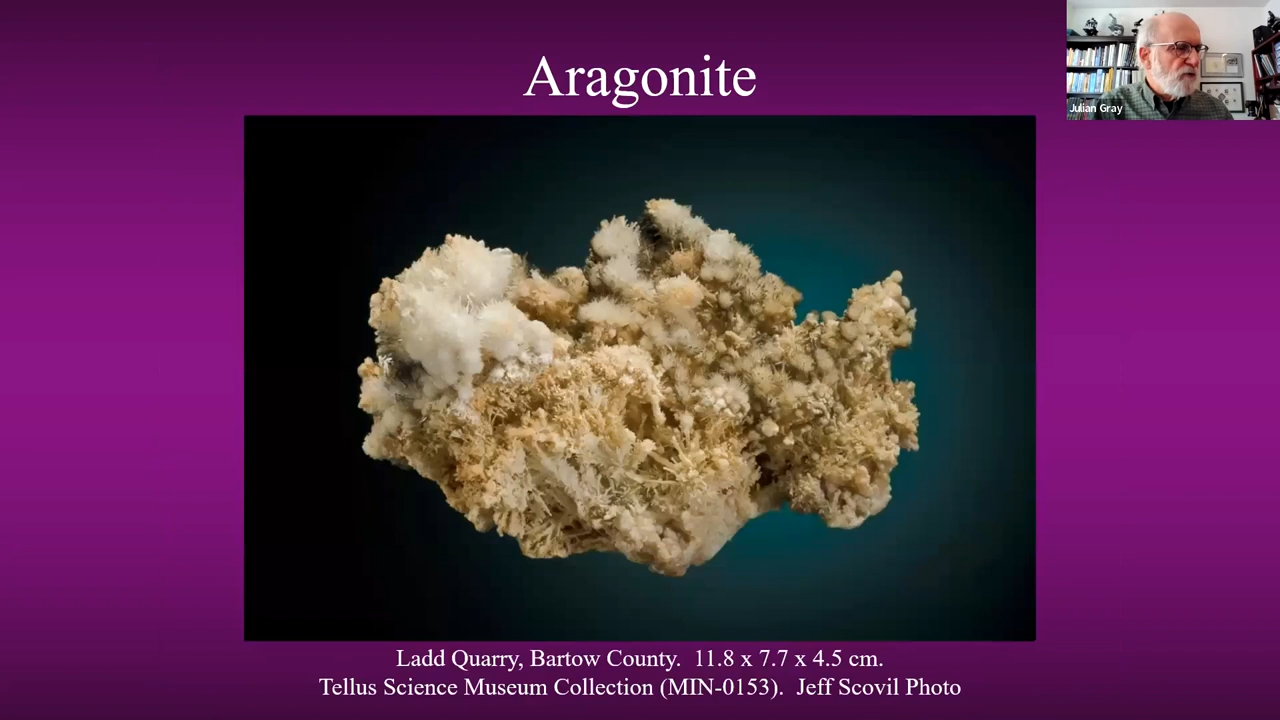 Aragonite
Julian Gray
Ladd Quarry, Bartow County.  11.8 x 7.7 x 4.5 cm.
Tellus Science Museum Collection (MIN-0153).  Jeff Scovil Photo